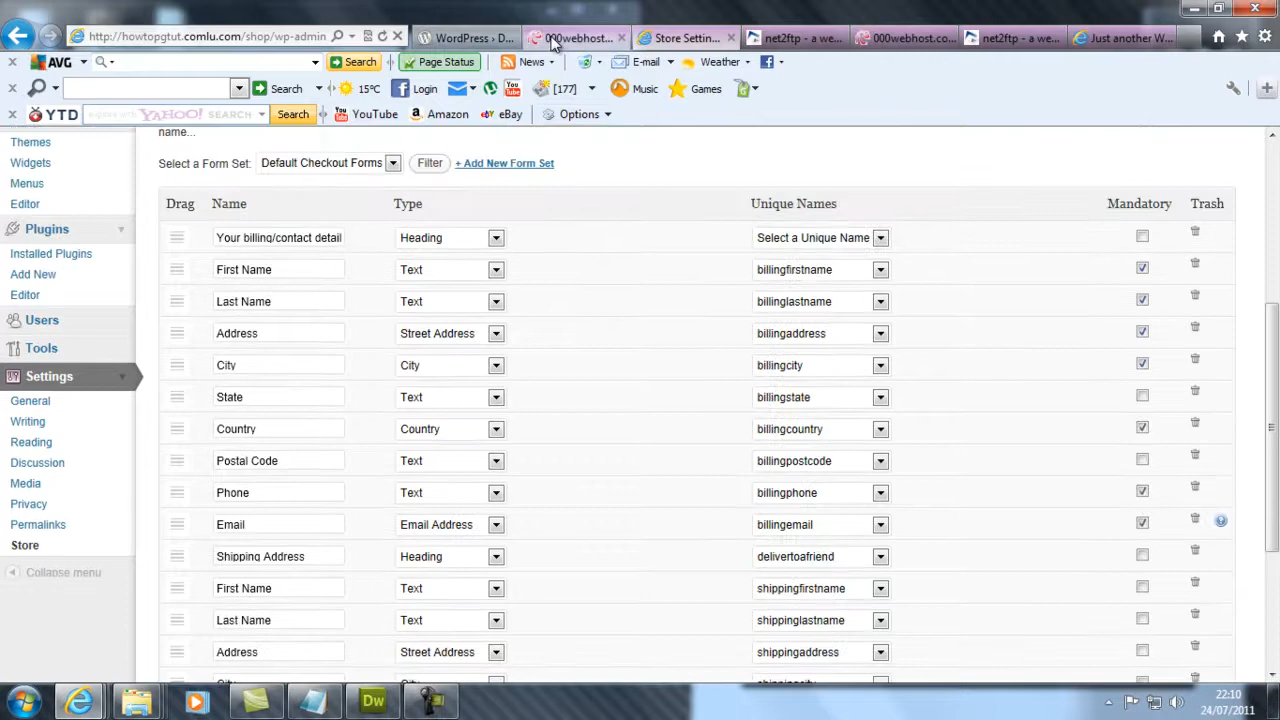 http://howtopgtut.comlu.com/shop/wp-admin
WordPress › D...
000webhost...
Store Settin...
net2ftp - a we...
000webhost.co...
net2ftp - a we...
Just another W...
AVG
Search
Page Status
News
E-mail
Weather
Search
15°C
Login
You Tube
[177]
Music
Games
YTD
YAHOO! SEARCH
Search
YouTube
Amazon
eBay
Options
name...
Themes
Widgets
Menus
Editor
Plugins
Installed Plugins
Add New
Editor
Users
Tools
Settings
General
Writing
Reading
Discussion
Media
Privacy
Permalinks
Store
Collapse menu
Select a Form Set: Default Checkout Forms Filter + Add New Form Set
Drag Name Type Unique Names Mandatory Trash
Your billing/contact detail Heading Select a Unique Name
First Name Text billingfirstname
Last Name Text billinglastname
Address Street Address billingaddress
City City billingcity
State Text billingstate
Country Country billingcountry
Postal Code Text billingpostcode
Phone Text billingphone
Email Email Address billingemail
Shipping Address Heading delivertoafriend
First Name Text shippingfirstname
Last Name Text shippinglastname
Address Street Address shippingaddress
Dw
22:10
24/07/2011